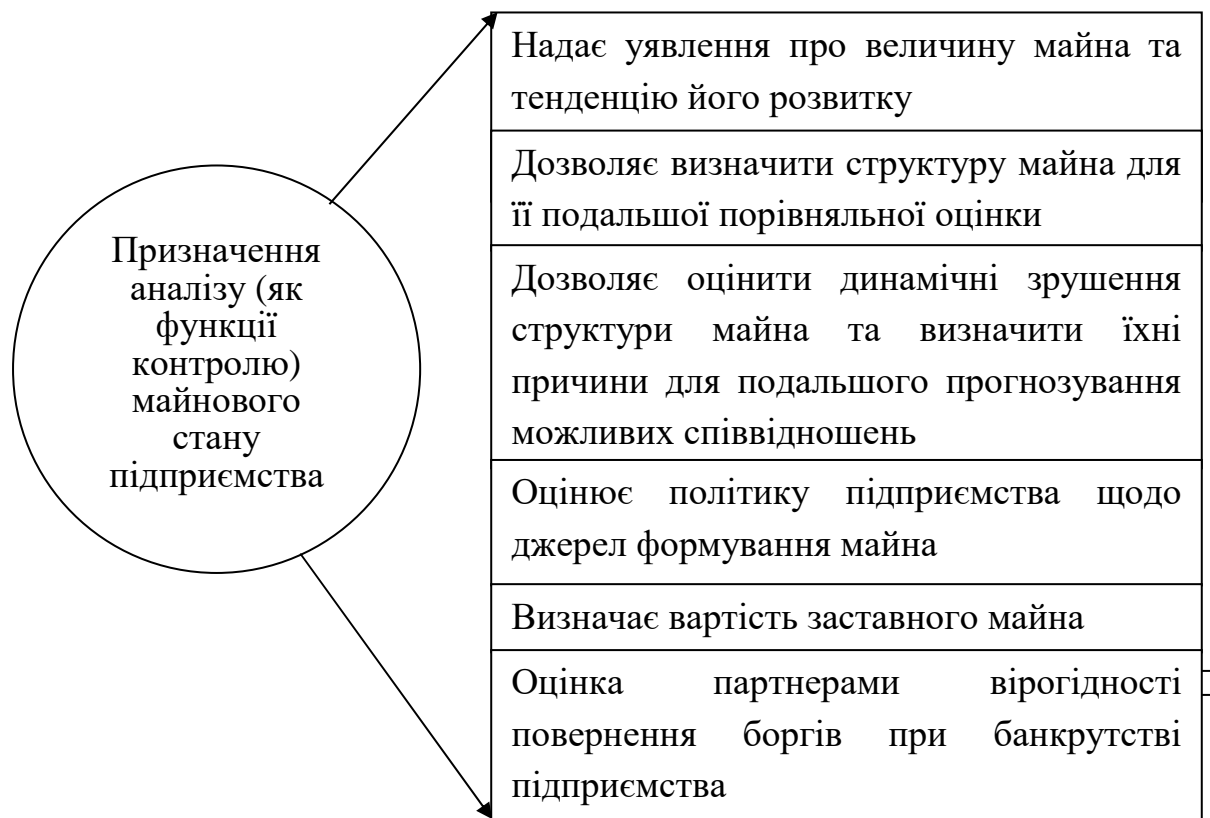 Призначення
аналізу (як
функції
контролю)
майнового
стану
підприємства
Надає уявлення про величину майна та
тенденцію його розвитку
Дозволяє визначити структуру майна для
її подальшої порівняльної оцінки
Дозволяє оцінити динамічні зрушення
структури майна та визначити їхні
причини для подальшого прогнозування
можливих співвідношень
Оцінює політику підприємства щодо
джерел формування майна
Визначає вартість заставного майна
Оцінка партнерами вірогідності
повернення боргів при банкрутстві
підприємства